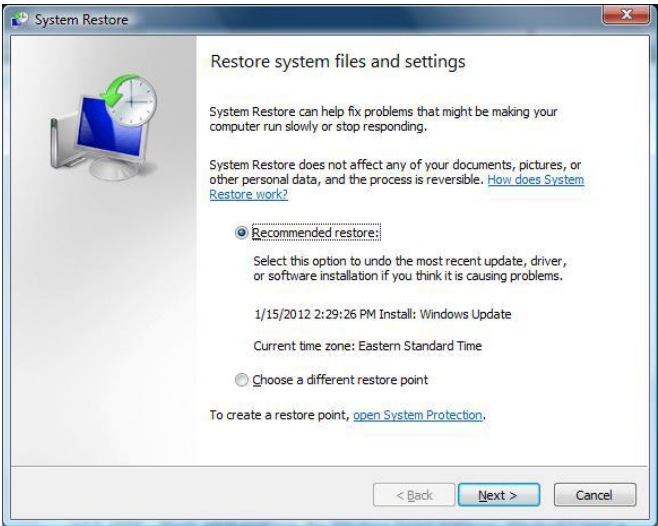 System Restore
Restore system files and settings
System Restore can help fix problems that might be making your
computer run slowly or stop responding.
System Restore does not affect any of your documents, pictures, or
other personal data, and the process is reversible. How does System
Restore work?
Recommended restore:
Select this option to undo the most recent update, driver,
or software installation if you think it is causing problems.
1/15/2012 2:29:26 PM Install: Windows Update
Current time zone: Eastern Standard Time
Choose a different restore point
To create a restore point, open System Protection.
< Back Next > Cancel